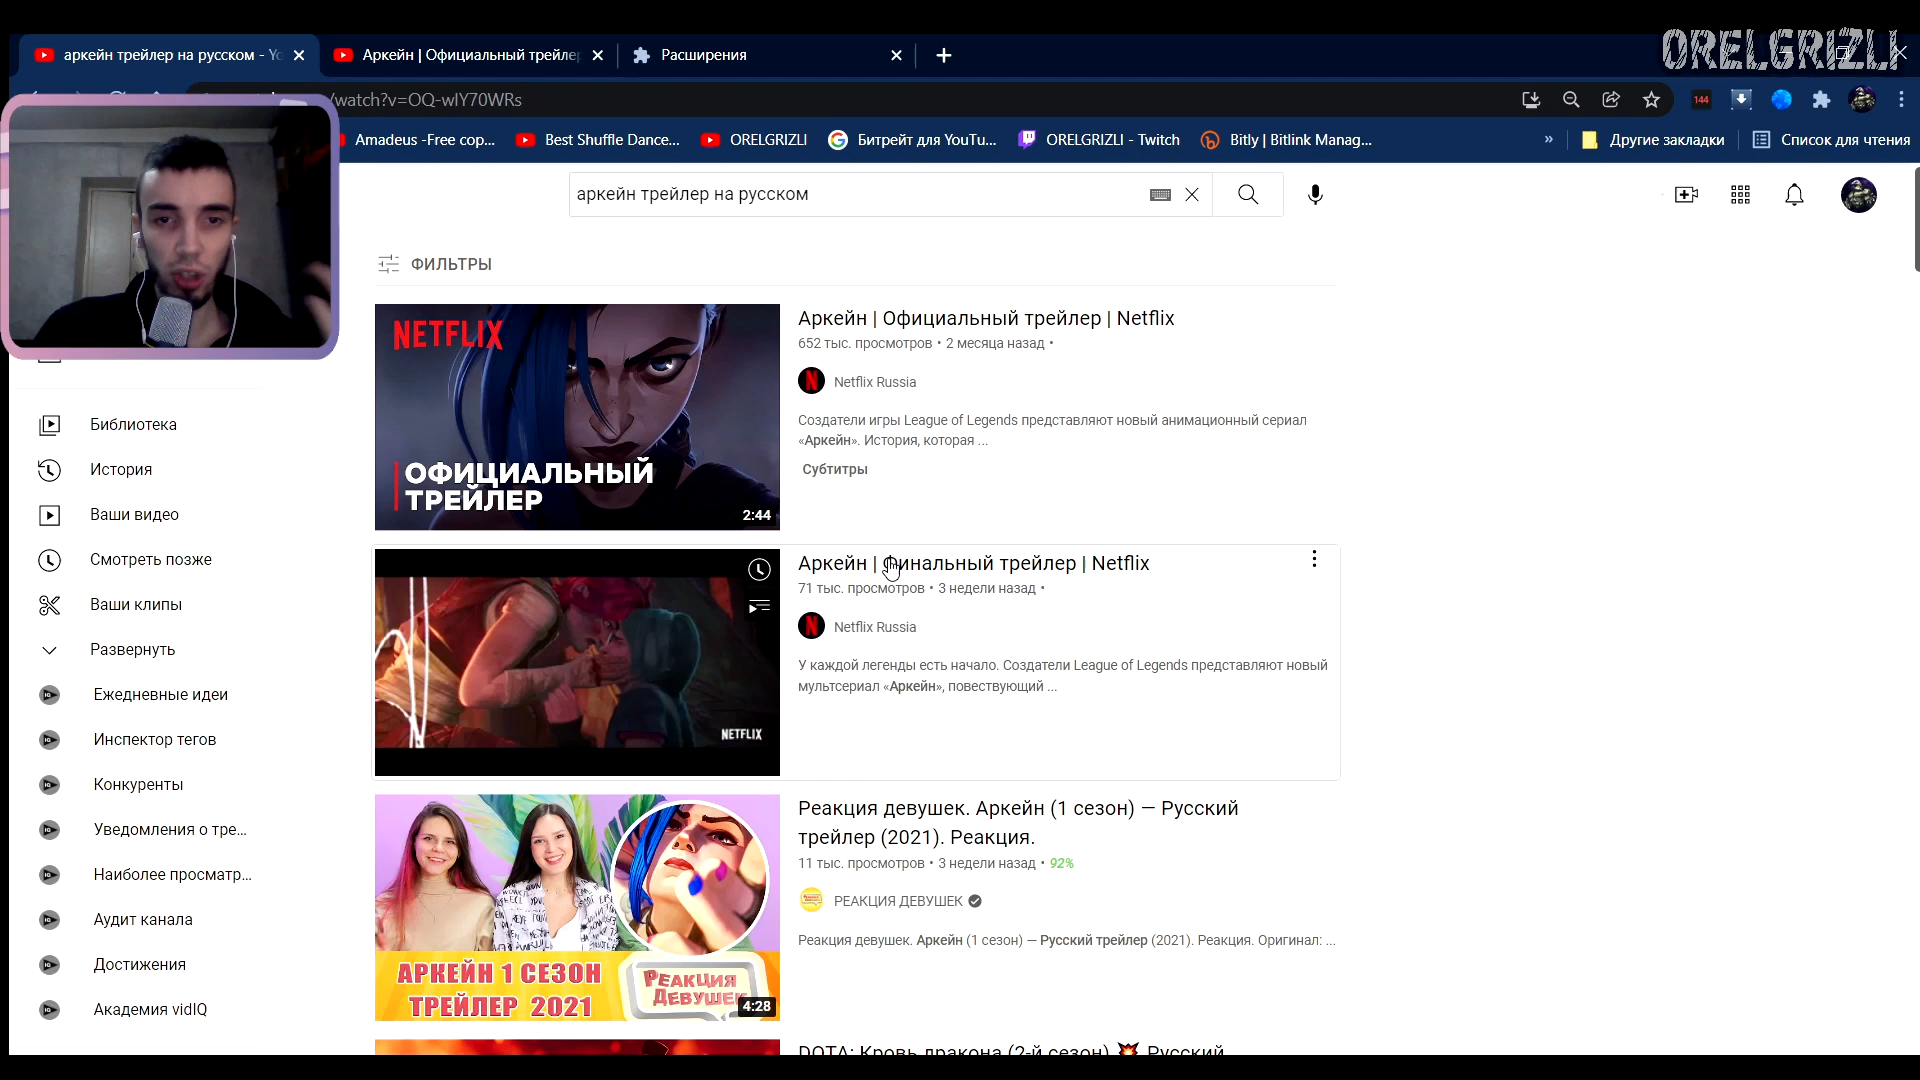 ORELGRIZLI
аркейн трейлер на русском - Yo
Аркейн | Официальный трейлер
Расширения
/watch?v=OQ-wIY70WRs
144
Amadeus -Free cop...
Best Shuffle Dance...
ORELGRIZLI
Битрейт для YouTu...
ORELGRIZLI - Twitch
Bitly | Bitlink Manag...
»
Другие закладки
Список для чтения
аркейн трейлер на русском
ФИЛЬТРЫ
Библиотека
История
Ваши видео
Смотреть позже
Ваши клипы
Развернуть
Ежедневные идеи
Инспектор тегов
Конкуренты
Уведомления о тре...
Наиболее просматр...
Аудит канала
Достижения
Академия vidIQ
NETFLIX
ОФИЦИАЛЬНЫЙ
ТРЕЙЛЕР
2:44
Аркейн | Официальный трейлер | Netflix
652 тыс. просмотров • 2 месяца назад •
Netflix Russia
Создатели игры League of Legends представляют новый анимационный сериал
«Аркейн». История, которая ...
Субтитры
NETFLIX
Аркейн | Финальный трейлер | Netflix
71 тыс. просмотров • 3 недели назад •
Netflix Russia
У каждой легенды есть начало. Создатели League of Legends представляют новый
мультсериал «Аркейн», повествующий ...
АРКЕЙН 1 СЕЗОН
ТРЕЙЛЕР 2021
РЕАКЦИЯ
ДЕВУШЕК
4:28
Реакция девушек. Аркейн (1 сезон) — Русский
трейлер (2021). Реакция.
11 тыс. просмотров • 3 недели назад • 92%
РЕАКЦИЯ ДЕВУШЕК
Реакция девушек. Аркейн (1 сезон) — Русский трейлер (2021). Реакция. Оригинал: ...
DOTA: Кровь дракона (2-й сезон) 💥 Русский